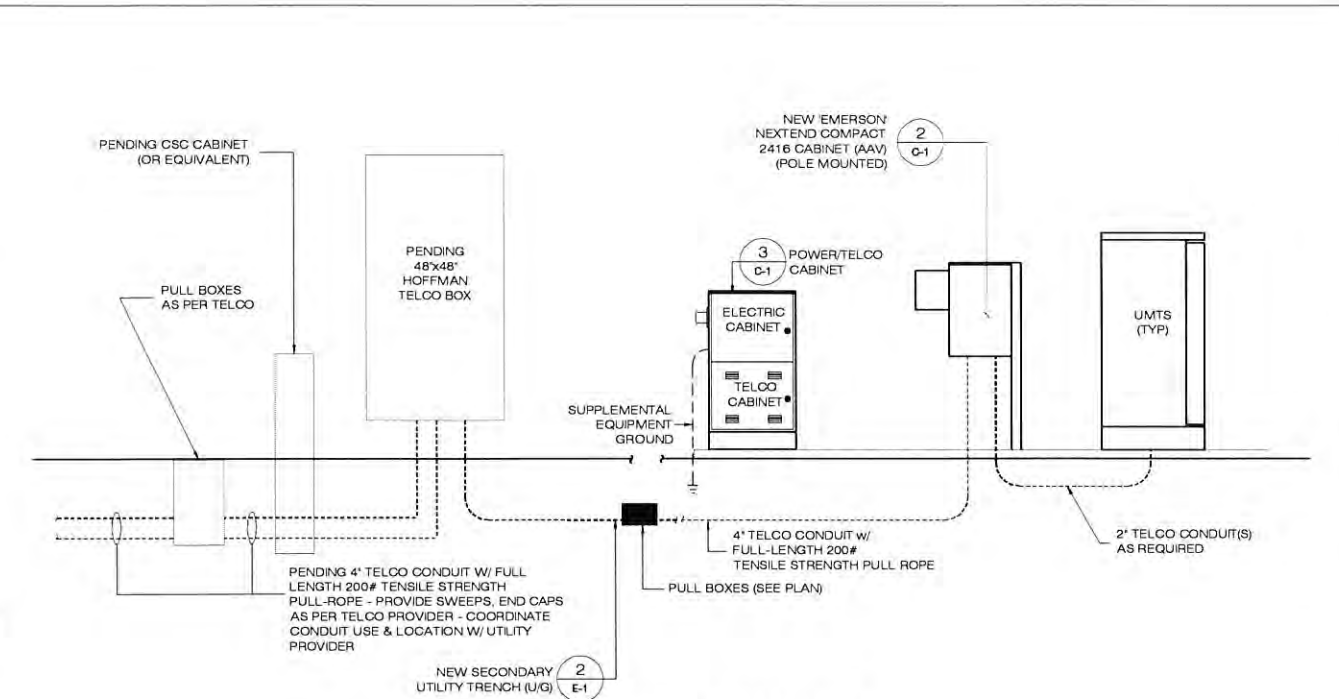 PENDING CSC CABINET
(OR EQUIVALENT)
PULL BOXES
AS PER TELCO
PENDING
48"x48"
HOFFMAN
TELCO BOX
NEW 'EMERSON'
NEXTEND COMPACT
2416 CABINET (AAV)
(POLE MOUNTED)
2
C-1
3
C-1
POWER/TELCO
CABINET
ELECTRIC
CABINET
TELCO
CABINET
UMTS
(TYP)
SUPPLEMENTAL
EQUIPMENT
GROUND
4" TELCO CONDUIT w/
FULL-LENGTH 200#
TENSILE STRENGTH PULL ROPE
2" TELCO CONDUIT(S)
AS REQUIRED
PULL BOXES (SEE PLAN)
PENDING 4" TELCO CONDUIT W/ FULL
LENGTH 200# TENSILE STRENGTH
PULL-ROPE - PROVIDE SWEEPS, END CAPS
AS PER TELCO PROVIDER - COORDINATE
CONDUIT USE & LOCATION W/ UTILITY
PROVIDER
NEW SECONDARY
UTILITY TRENCH (U/G)
2
E-1